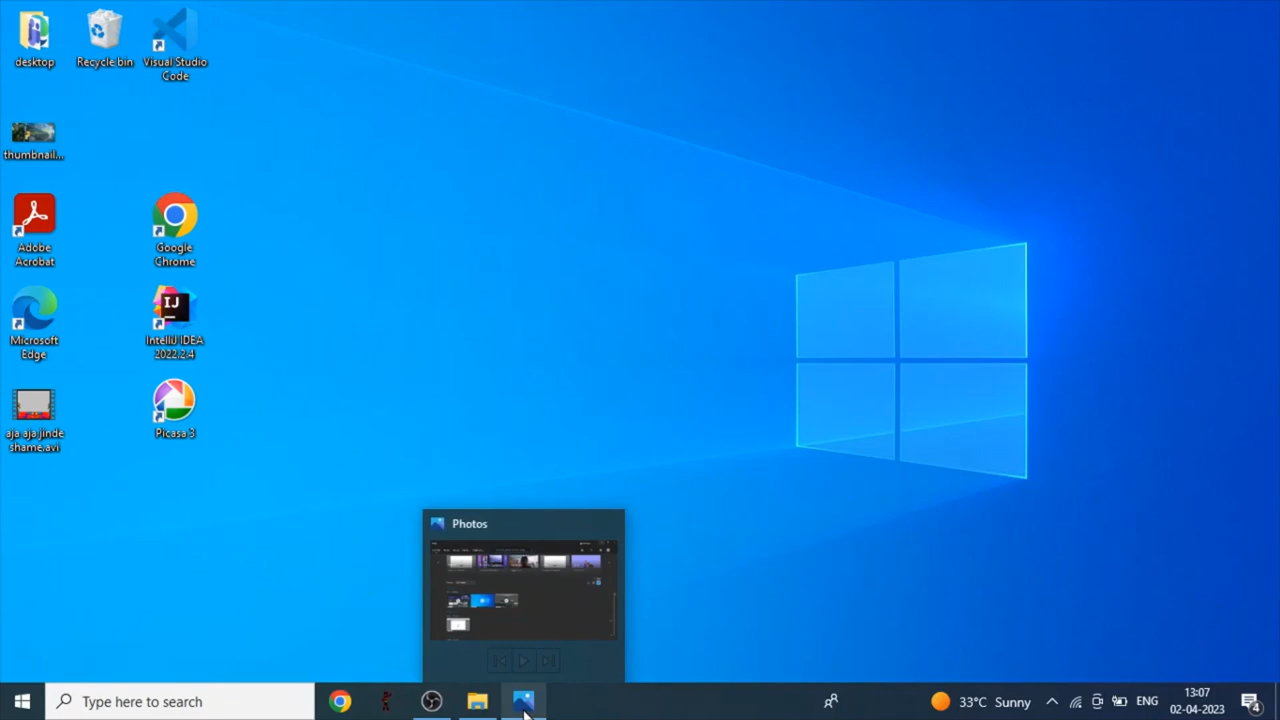 desktop
Recycle bin
Visual Studio
Code
thumbnail...
Adobe
Acrobat
Google
Chrome
Microsoft
Edge
IJ
IntelliJ IDEA
2022.2.4
aja aja jinde
shame.avi
Picasa 3
Photos
Type here to search
33°C Sunny
ENG
13:07
02-04-2023
4